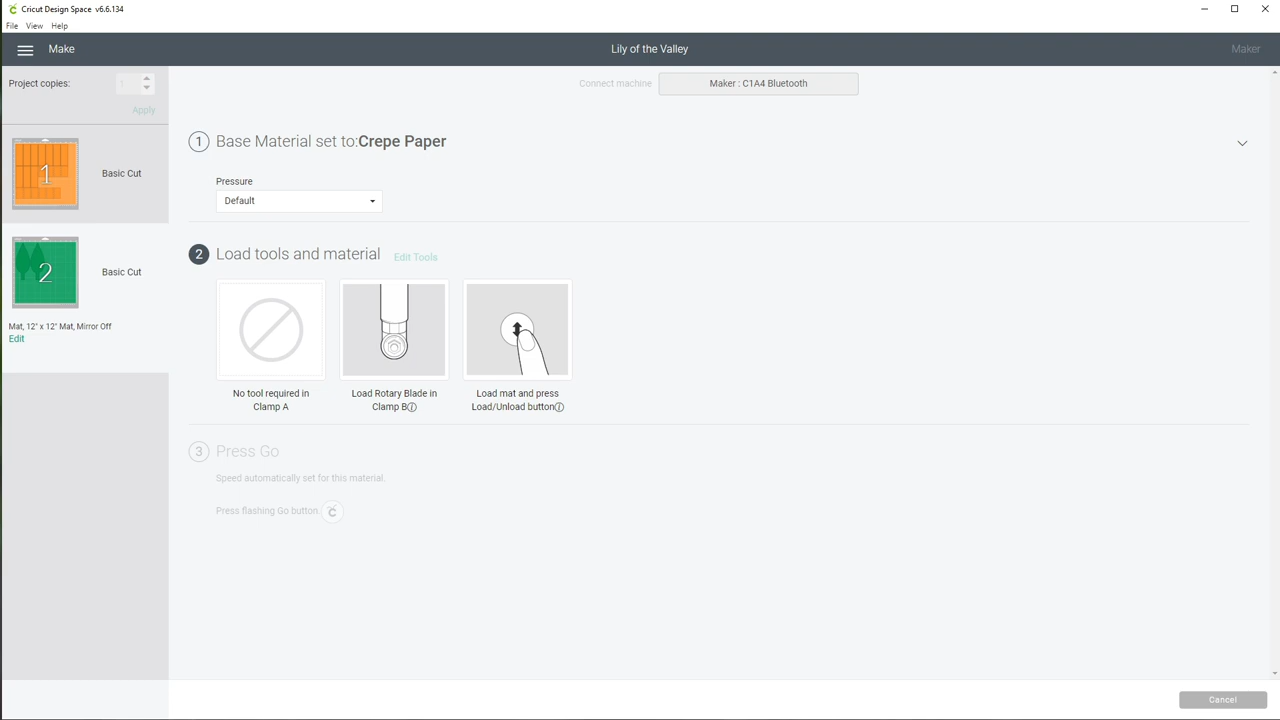 Cricut Design Space v6.6.134
File View Help
Make
Lily of the Valley
Maker
Project copies:
1
Apply
Connect machine
Maker : C1A4 Bluetooth
1
Basic Cut
2
Basic Cut
Mat, 12" x 12" Mat, Mirror Off
Edit
1 Base Material set to:Crepe Paper
Pressure
Default
2 Load tools and material Edit Tools
No tool required in
Clamp A
Load Rotary Blade in
Clamp B
Load mat and press
Load/Unload button
3 Press Go
Speed automatically set for this material.
Press flashing Go button
Cancel